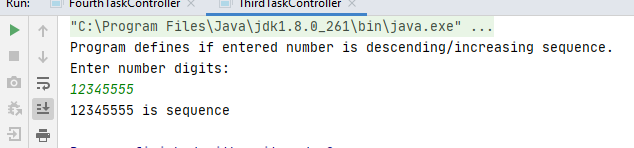 Run: FourthTaskController ThirdTaskController
"C:\Program Files\Java\jdk1.8.0_261\bin\java.exe" ...
Program defines if entered number is descending/increasing sequence.
Enter number digits:
12345555
12345555 is sequence